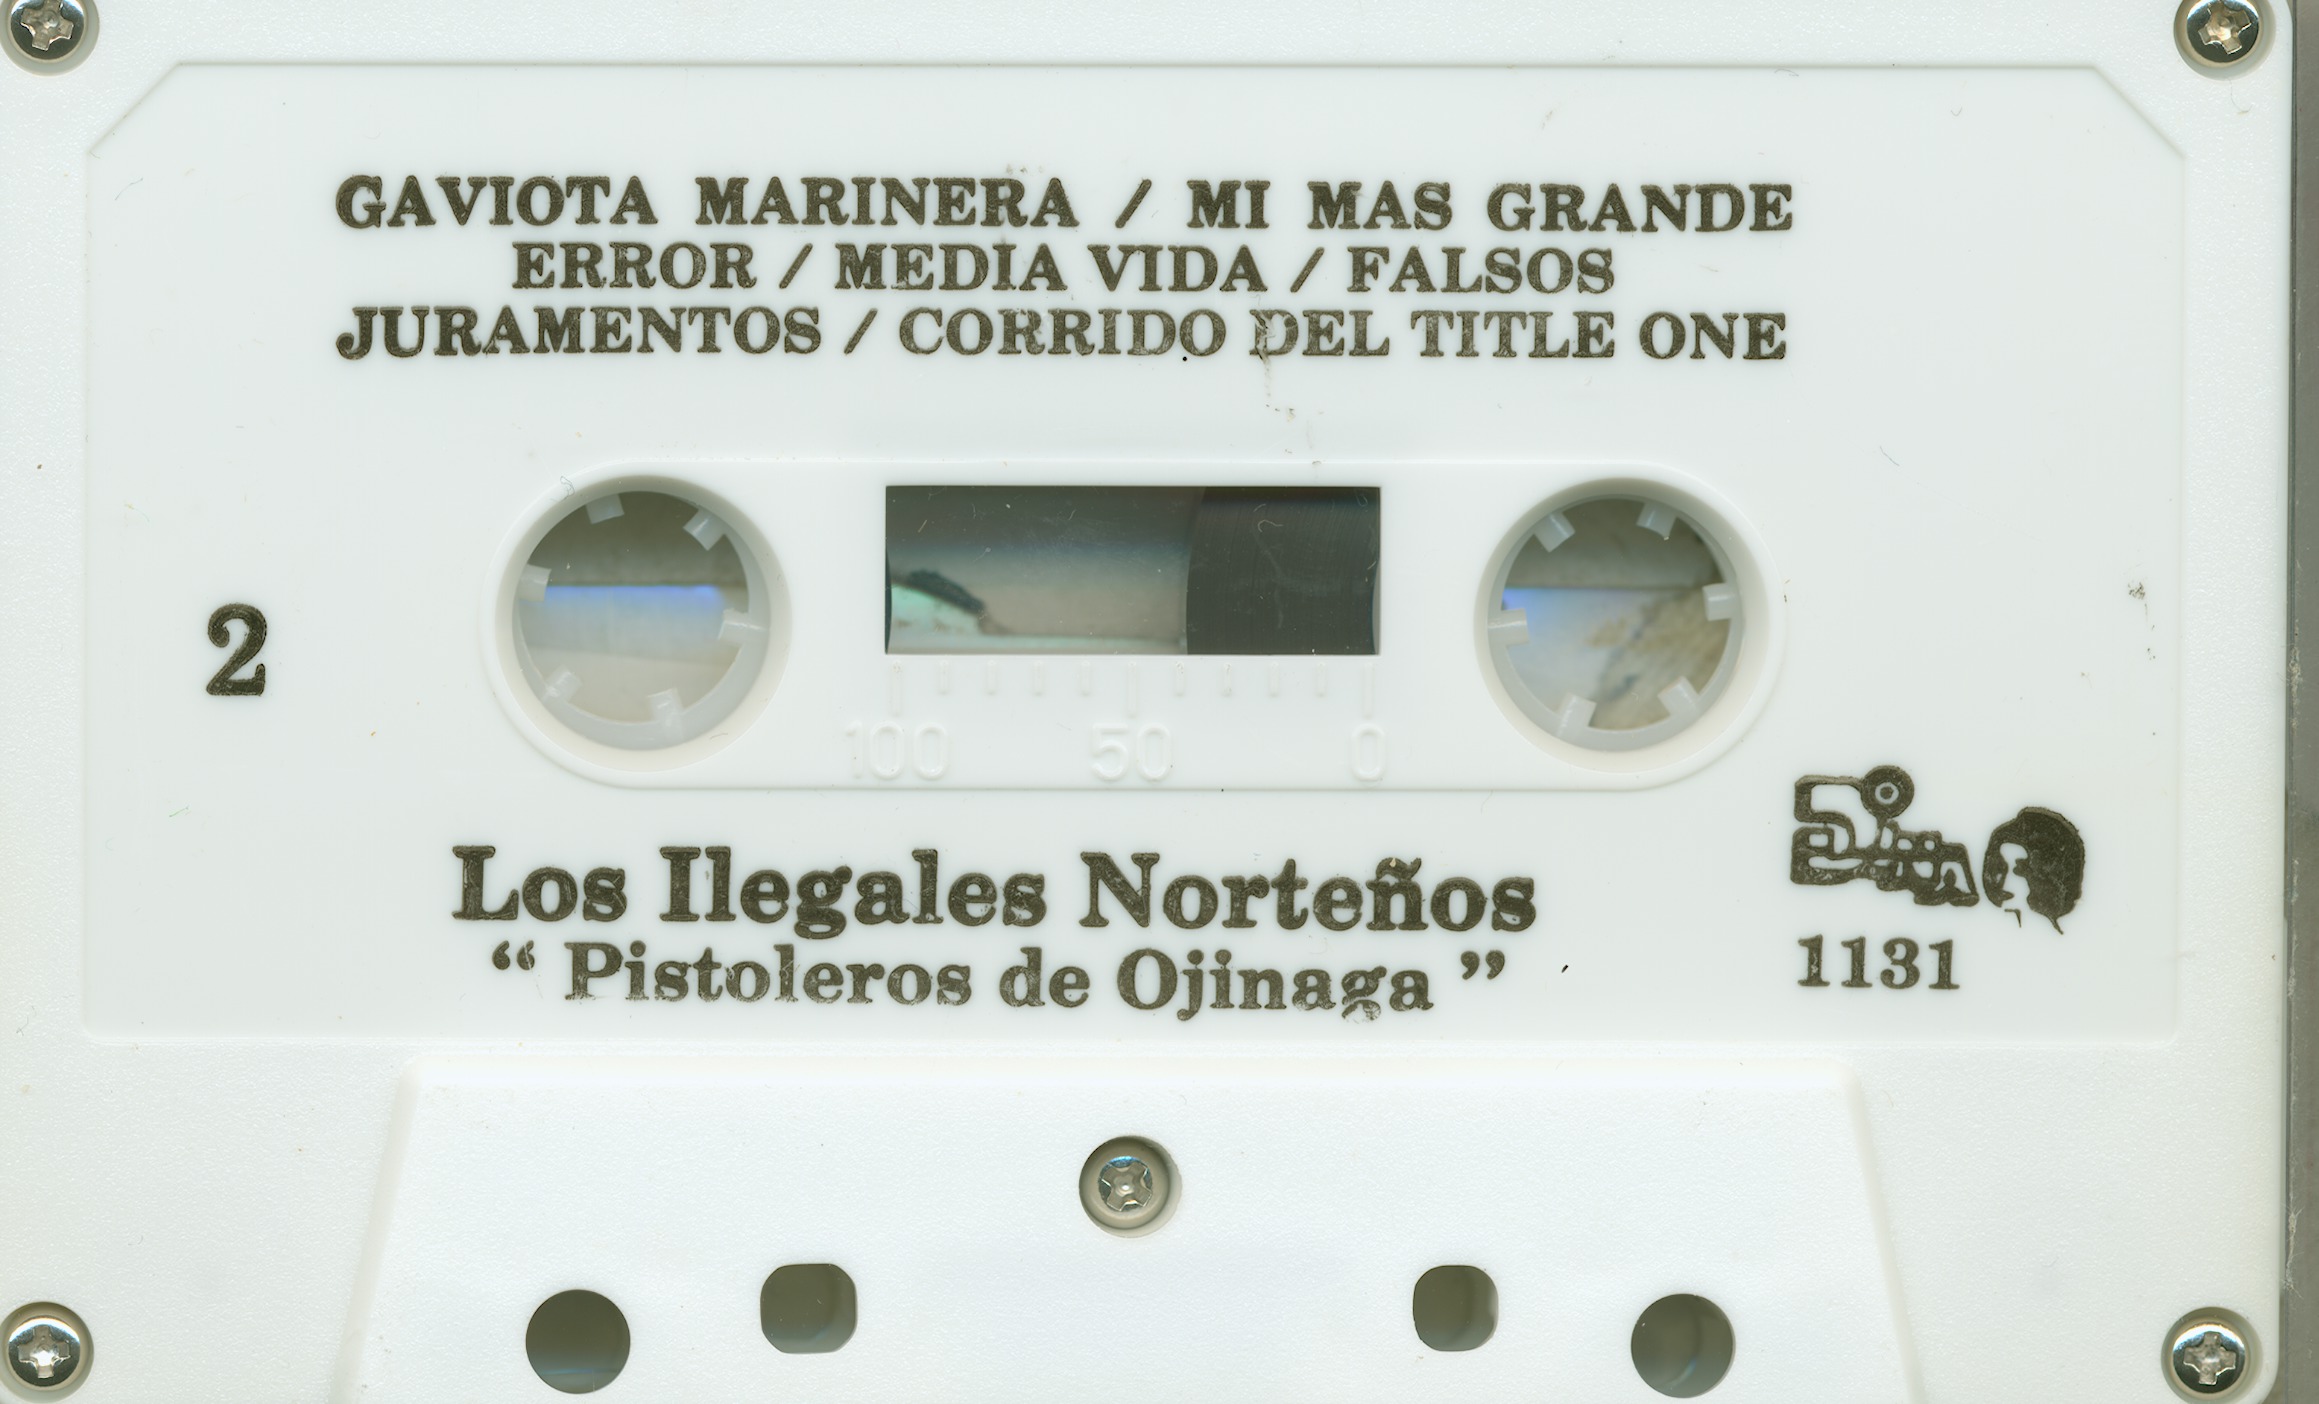 GAVIOTA MARINERA / MI MAS GRANDE
ERROR / MEDIA VIDA / FALSOS
JURAMENTOS / CORRIDO DEL TITLE ONE
2
100 50 0
Los Ilegales Norteños
“ Pistoleros de Ojinaga ”
1131